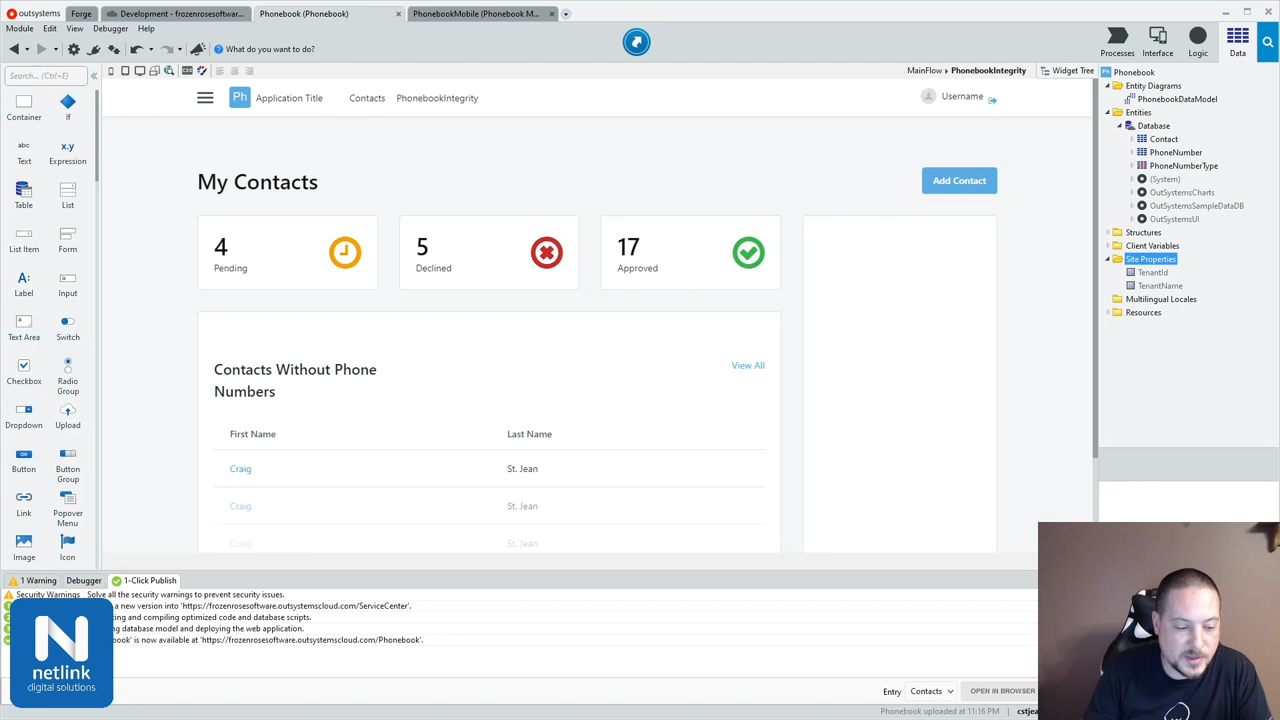 outsystems
Forge
Development - frozenrosesoftwar...
Phonebook (Phonebook)
PhonebookMobile (Phonebook M...
Module Edit View Debugger Help
What do you want to do?
Processes
Interface
Logic
Data
Search... (Ctrl+E)
MainFlow ▸ PhonebookIntegrity
Widget Tree
Container
If
Text
Expression
Table
List
List Item
Form
Label
Input
Text Area
Switch
Checkbox
Radio
Group
Dropdown
Upload
Button
Button
Group
Link
Popover
Menu
Image
Icon
Ph
Application Title
Contacts
PhonebookIntegrity
Username
My Contacts
Add Contact
4
Pending
5
Declined
17
Approved
Contacts Without Phone
Numbers
View All
First Name
Last Name
Craig
St. Jean
Craig
St. Jean
Craig
St. Jean
Phonebook
Entity Diagrams
PhonebookDataModel
Entities
Database
Contact
PhoneNumber
PhoneNumberType
(System)
OutSystemsCharts
OutSystemsSampleDataDB
OutSystemsUI
Structures
Client Variables
Site Properties
TenantId
TenantName
Multilingual Locales
Resources
1 Warning
Debugger
1-Click Publish
Security Warnings Solve all the security warnings to prevent security issues.
a new version into 'https://frozenrosesoftware.outsystemscloud.com/ServiceCenter'.
ting and compiling optimized code and database scripts.
ng database model and deploying the web application.
book' is now available at 'https://frozenrosesoftware.outsystemscloud.com/Phonebook'.
Entry
Contacts
OPEN IN BROWSER
Phonebook uploaded at 11:16 PM
cstjea
N
netlink
digital solutions